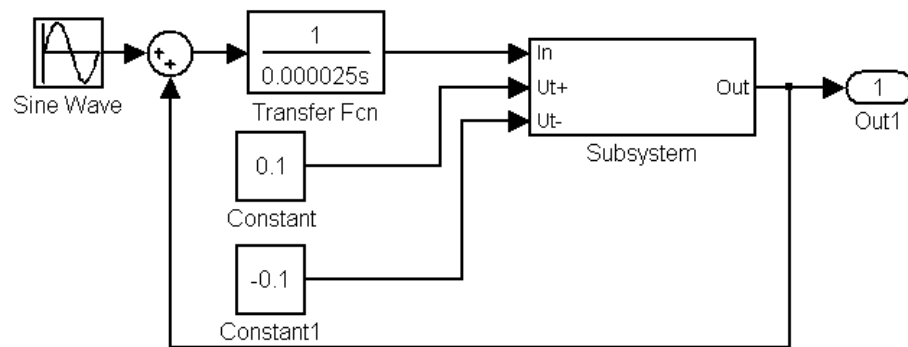 Sine Wave
+
+
1
0.000025s
Transfer Fcn
0.1
Constant
-0.1
Constant1
In
Ut+
Ut-
Out
Subsystem
1
Out1